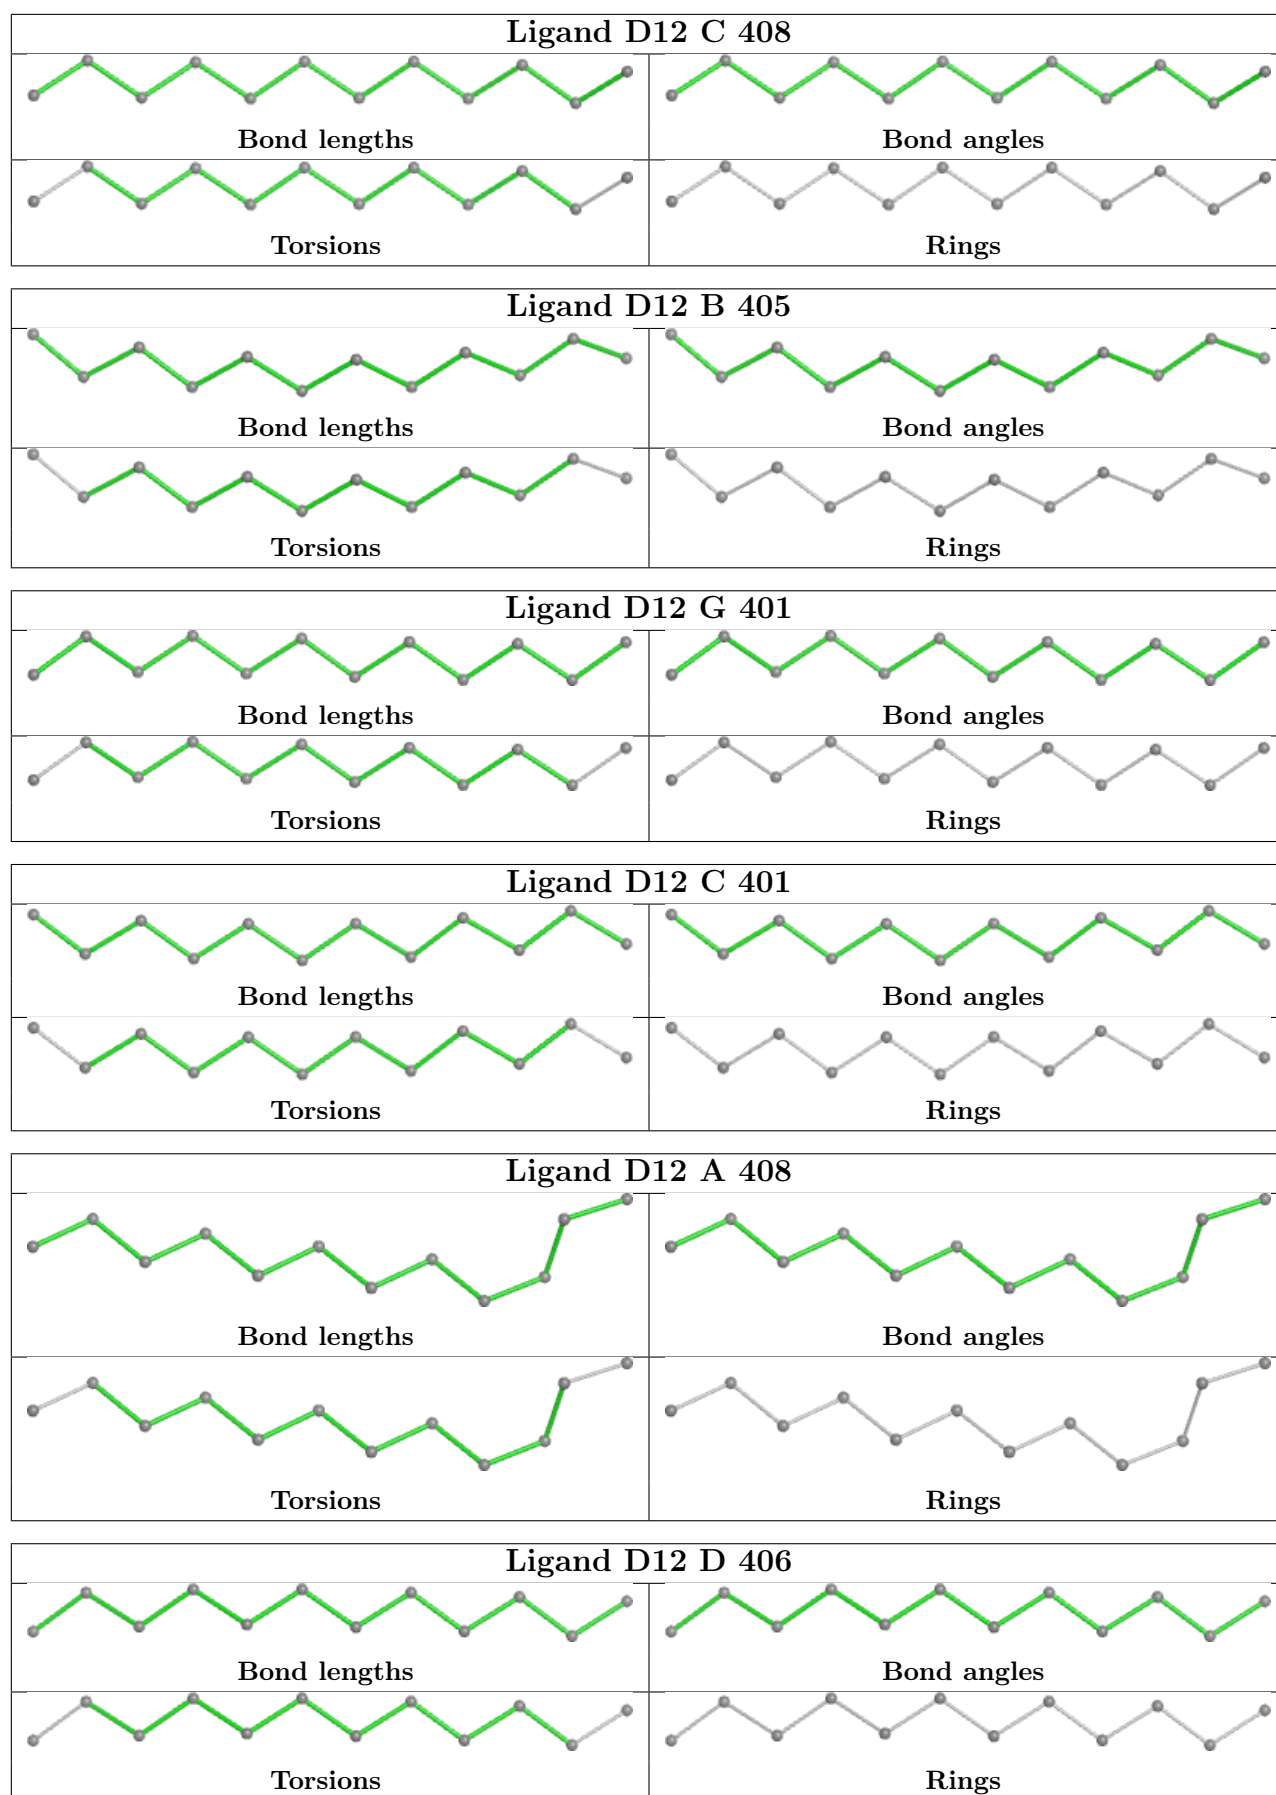 Ligand D12 C 408
Bond lengths
Bond angles
Torsions
Rings
Ligand D12 B 405
Bond lengths
Bond angles
Torsions
Rings
Ligand D12 G 401
Bond lengths
Bond angles
Torsions
Rings
Ligand D12 C 401
Bond lengths
Bond angles
Torsions
Rings
Ligand D12 A 408
Bond lengths
Bond angles
Torsions
Rings
Ligand D12 D 406
Bond lengths
Bond angles
Torsions
Rings